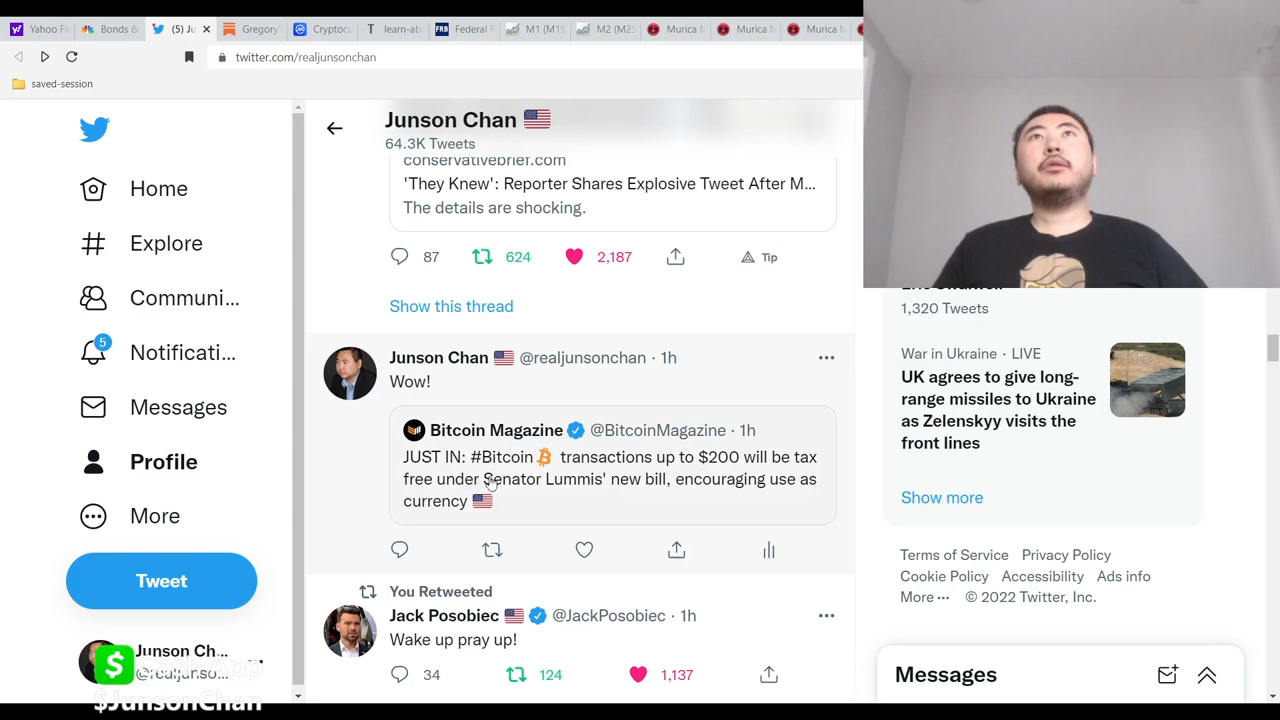 Yahoo Fi
Bonds &
(5) Ju
Gregory
Cryptoc
learn-ab
Federal R
M1 (M1S
M2 (M2S
Murica M
Murica M
Murica M
twitter.com/realjunsonchan
saved-session
Home
Explore
Communi...
5
Notificati...
Messages
Profile
More
Tweet
Junson Ch...
@realjunso...
Cash App
$JunsonChan
Junson Chan
64.3K Tweets
conservativebrief.com
'They Knew': Reporter Shares Explosive Tweet After M...
The details are shocking.
87 624 2,187 Tip
Show this thread
Junson Chan @realjunsonchan · 1h
Wow!
Bitcoin Magazine @BitcoinMagazine · 1h
JUST IN: #Bitcoin transactions up to $200 will be tax
free under Senator Lummis' new bill, encouraging use as
currency
You Retweeted
Jack Posobiec @JackPosobiec · 1h
Wake up pray up!
34 124 1,137
1,320 Tweets
War in Ukraine · LIVE
UK agrees to give long-
range missiles to Ukraine
as Zelenskyy visits the
front lines
Show more
Terms of Service Privacy Policy
Cookie Policy Accessibility Ads info
More ··· © 2022 Twitter, Inc.
Messages